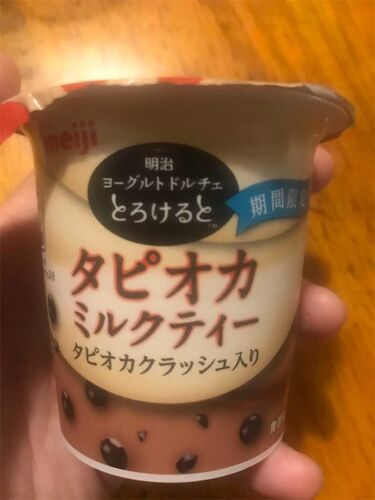 meiji
明治
ヨーグルトドルチェ
とろけると
期間限定
タピオカ
ミルクティー
タピオカクラッシュ入り